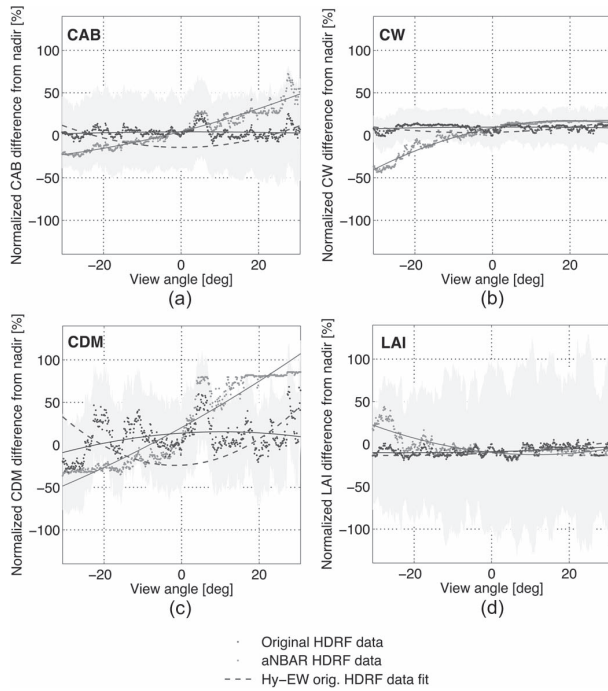 CAB
Normalized CAB difference from nadir [%]
100
50
0
−50
−100
−20
0
20
View angle [deg]
(a)
CW
Normalized CW difference from nadir [%]
100
50
0
−50
−100
−20
0
20
View angle [deg]
(b)
CDM
Normalized CDM difference from nadir [%]
100
50
0
−50
−100
−20
0
20
View angle [deg]
(c)
LAI
Normalized LAI difference from nadir [%]
100
50
0
−50
−100
−20
0
20
View angle [deg]
(d)
Original HDRF data
aNBAR HDRF data
Hy−EW orig. HDRF data fit